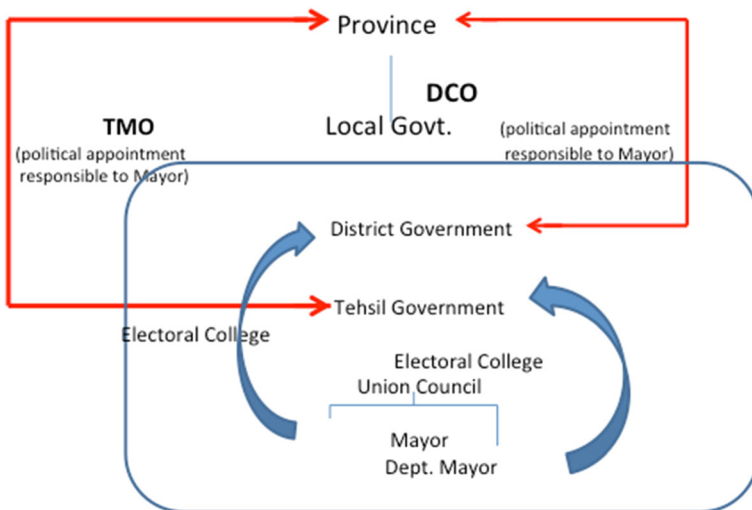 Province
DCO
TMO
Local Govt.
(political appointment
responsible to Mayor)
(political appointment
responsible to Mayor)
District Government
Tehsil Government
Electoral College
Electoral College
Union Council
Mayor
Dept. Mayor